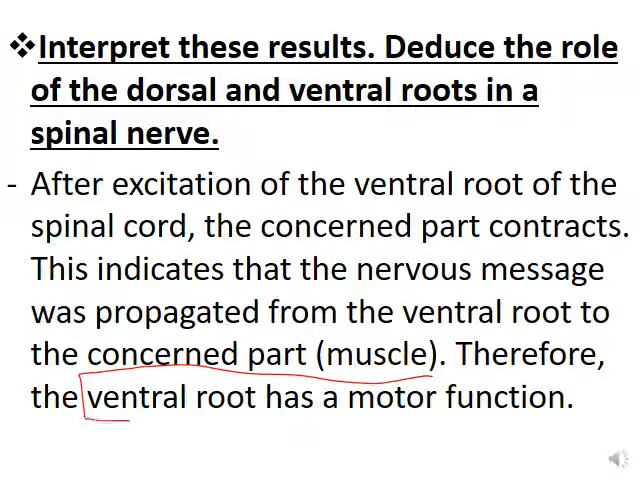 ❖Interpret these results. Deduce the role
of the dorsal and ventral roots in a
spinal nerve.
- After excitation of the ventral root of the
spinal cord, the concerned part contracts.
This indicates that the nervous message
was propagated from the ventral root to
the concerned part (muscle). Therefore,
the ventral root has a motor function.